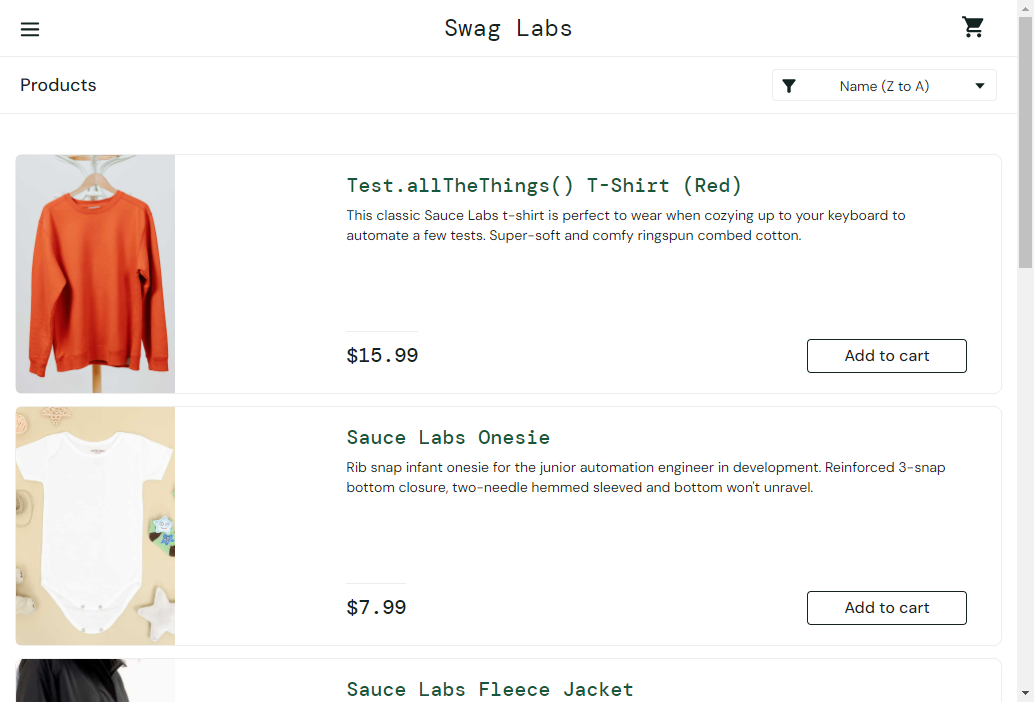 Swag Labs
Products
Name (Z to A)
Test.allTheThings() T-Shirt (Red)
This classic Sauce Labs t-shirt is perfect to wear when cozying up to your keyboard to
automate a few tests. Super-soft and comfy ringspun combed cotton.
$15.99
Add to cart
Sauce Labs Onesie
Rib snap infant onesie for the junior automation engineer in development. Reinforced 3-snap
bottom closure, two-needle hemmed sleeved and bottom won't unravel.
$7.99
Add to cart
Sauce Labs Fleece Jacket